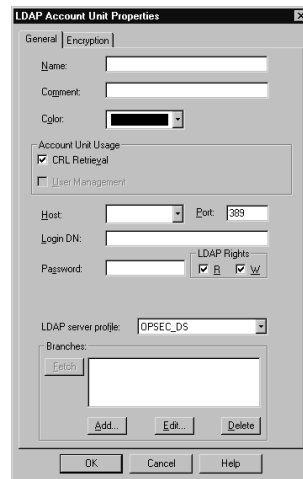 LDAP Account Unit Properties
General Encryption
Name:
Comment:
Color:
Account Unit Usage
CRL Retrieval
User Management
Host: Port: 389
Login DN:
LDAP Rights
Password: R W
LDAP server profile: OPSEC_DS
Branches:
Fetch
Add... Edit... Delete
OK Cancel Help